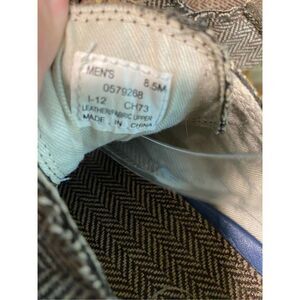 MEN'S 8.5M
0579268
I-12 CH73
LEATHER/FABRIC UPPER
MADE IN CHINA